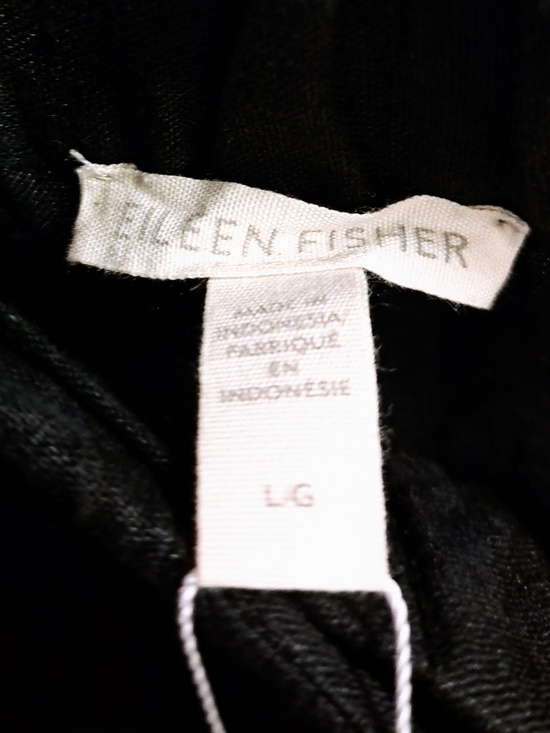 EILEEN FISHER
MADE IN
INDONESIA/
FABRIQUÉ
EN
INDONÉSIE
L/G